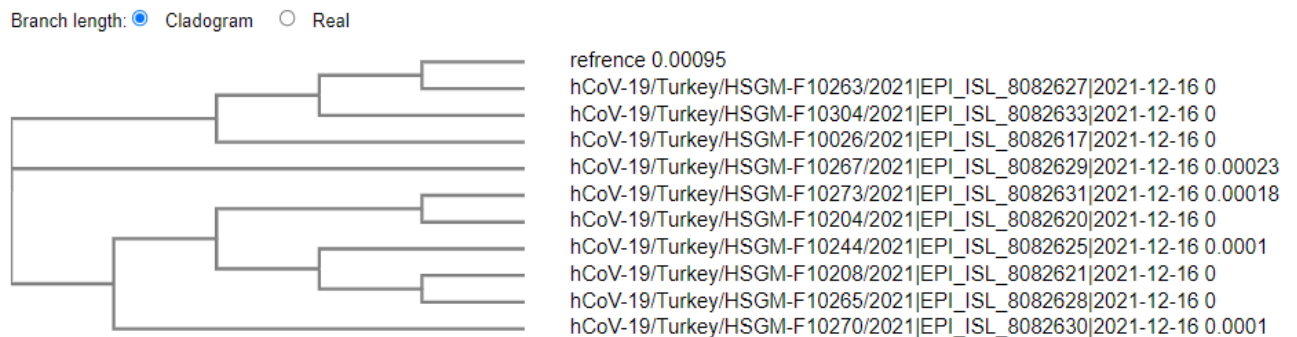 Branch length: Cladogram Real
refrence 0.00095
hCoV-19/Turkey/HSGM-F10263/2021|EPI_ISL_8082627|2021-12-16 0
hCoV-19/Turkey/HSGM-F10304/2021|EPI_ISL_8082633|2021-12-16 0
hCoV-19/Turkey/HSGM-F10026/2021|EPI_ISL_8082617|2021-12-16 0
hCoV-19/Turkey/HSGM-F10267/2021|EPI_ISL_8082629|2021-12-16 0.00023
hCoV-19/Turkey/HSGM-F10273/2021|EPI_ISL_8082631|2021-12-16 0.00018
hCoV-19/Turkey/HSGM-F10204/2021|EPI_ISL_8082620|2021-12-16 0
hCoV-19/Turkey/HSGM-F10244/2021|EPI_ISL_8082625|2021-12-16 0.0001
hCoV-19/Turkey/HSGM-F10208/2021|EPI_ISL_8082621|2021-12-16 0
hCoV-19/Turkey/HSGM-F10265/2021|EPI_ISL_8082628|2021-12-16 0
hCoV-19/Turkey/HSGM-F10270/2021|EPI_ISL_8082630|2021-12-16 0.0001